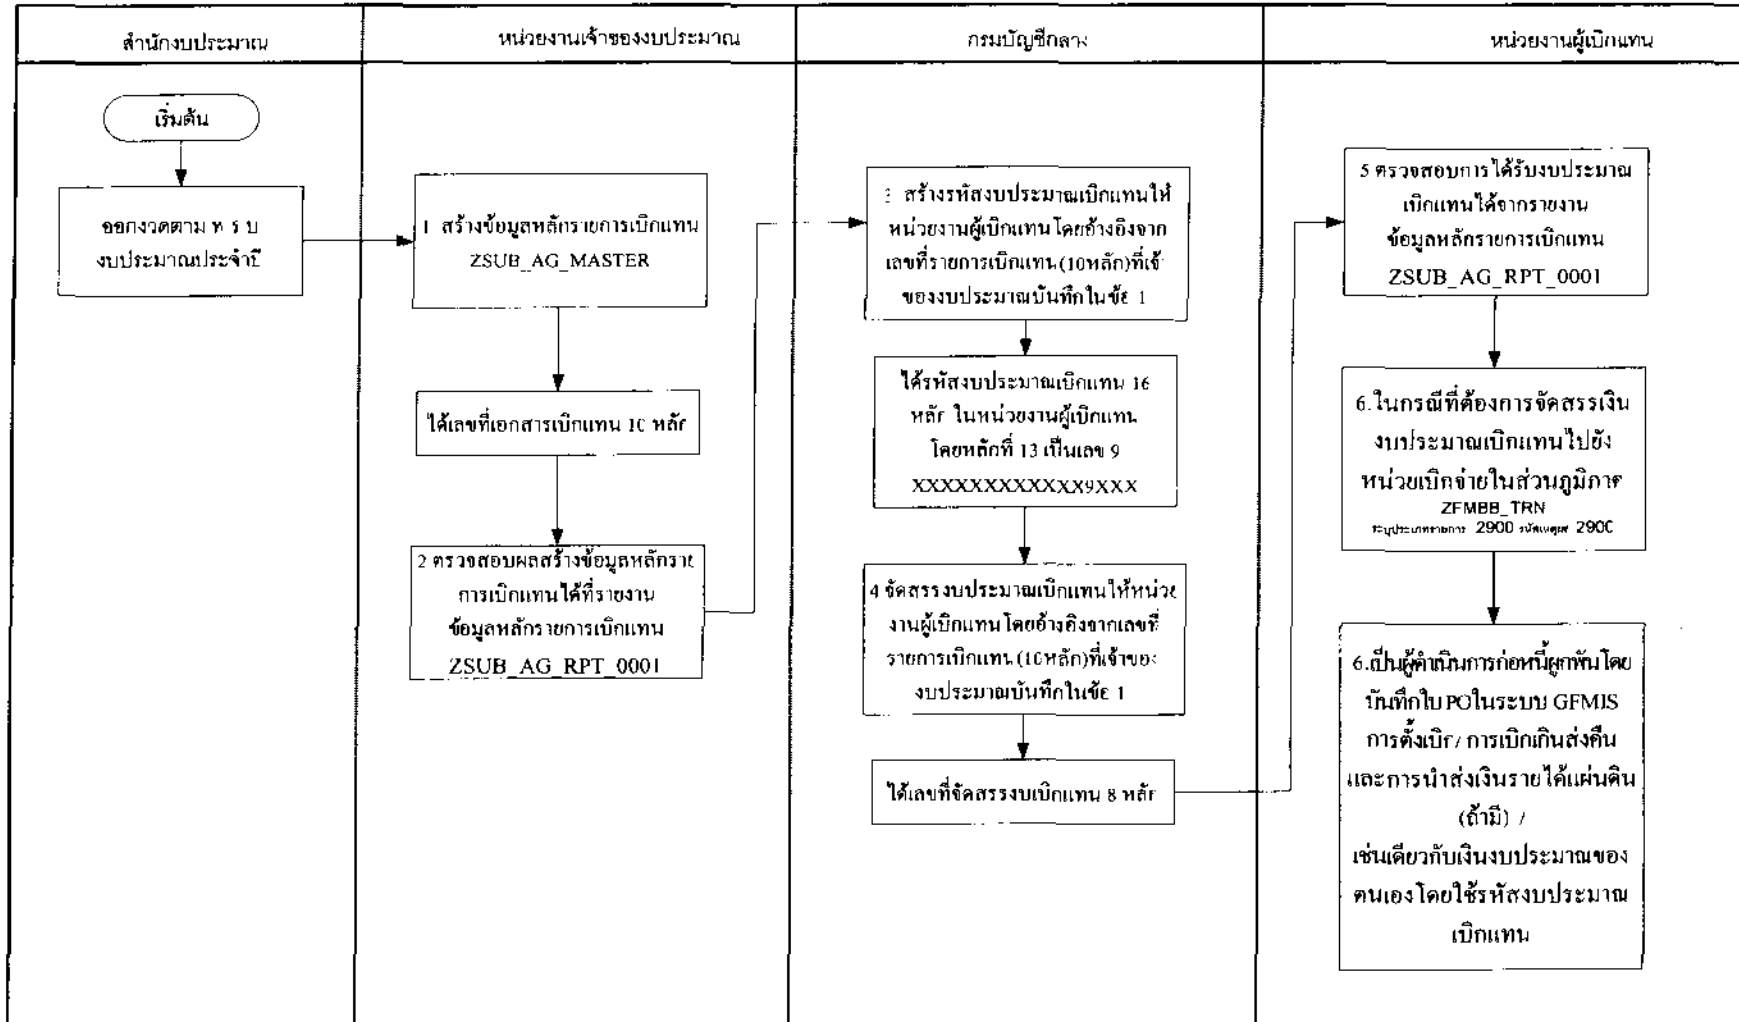 สำนักงบประมาณ
หน่วยงานเจ้าของงบประมาณ
กรมบัญชีกลาง
หน่วยงานผู้เบิกแทน
เริ่มต้น
ออกงวดตาม พ ร บ
งบประมาณประจำปี
1 สร้างข้อมูลหลักรายการเบิกแทน
ZSUB_AG_MASTER
ได้เลขที่เอกสารเบิกแทน 10 หลัก
2 ตรวจสอบผลสร้างข้อมูลหลักราย
การเบิกแทนได้ที่รายงาน
ข้อมูลหลักรายการเบิกแทน
ZSUB_AG_RPT_0001
3 สร้างรหัสงบประมาณเบิกแทนให้
หน่วยงานผู้เบิกแทนโดยอ้างอิงจาก
เลขที่รายการเบิกแทน(10หลัก)ที่เจ้า
ของงบประมาณบันทึกในข้อ 1
ได้รหัสงบประมาณเบิกแทน 16
หลัก ในหน่วยงานผู้เบิกแทน
โดยหลักที่ 13 เป็นเลข 9
XXXXXXXXXXXX9XXX
4 จัดสรรงบประมาณเบิกแทนให้หน่วย
งานผู้เบิกแทนโดยอ้างอิงจากเลขที่
รายการเบิกแทน(10หลัก)ที่เจ้าของ
งบประมาณบันทึกในข้อ 1
ได้เลขที่จัดสรรงบเบิกแทน 8 หลัก
5 ตรวจสอบการได้รับงบประมาณ
เบิกแทนได้จากรายงาน
ข้อมูลหลักรายการเบิกแทน
ZSUB_AG_RPT_0001
6.ในกรณีที่ต้องการจัดสรรเงิน
งบประมาณเบิกแทนไปยัง
หน่วยเบิกจ่ายในส่วนภูมิภาค
ZFMBB_TRN
ระบุประเภทรายการ 2900 รหัสเหตุผล 2900
6.เป็นผู้ดำเนินการก่อหนี้ผูกพันโดย
บันทึกใบ POในระบบ GFMIS
การตั้งเบิก/ การเบิกเกินส่งคืน
และการนำส่งเงินรายได้แผ่นดิน
(ถ้ามี) /
เช่นเดียวกับเงินงบประมาณของ
ตนเองโดยใช้รหัสงบประมาณ
เบิกแทน